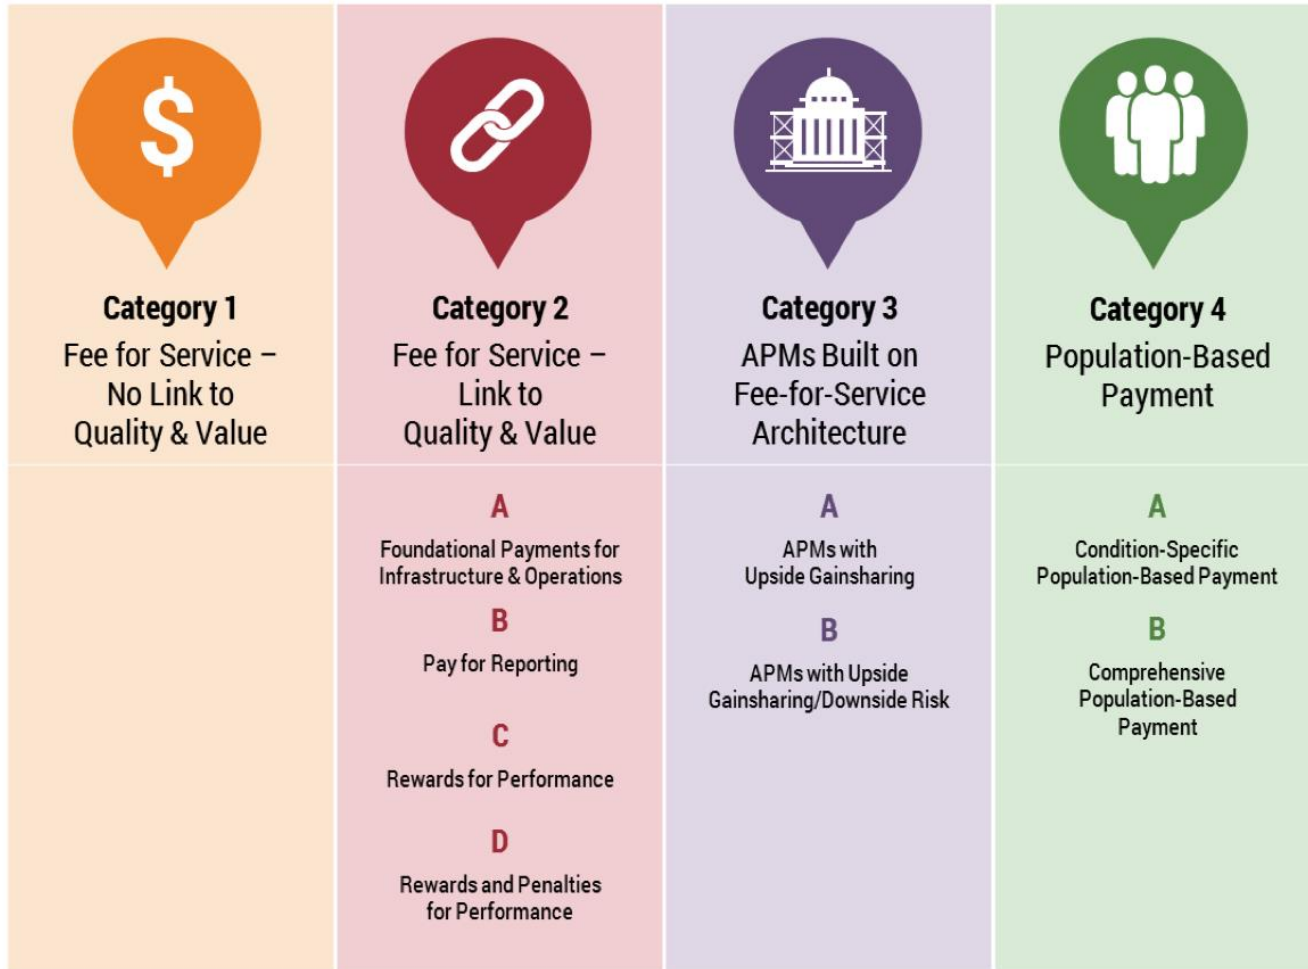 $
Category 1
Fee for Service –
No Link to
Quality & Value
Category 2
Fee for Service –
Link to
Quality & Value
A
Foundational Payments for
Infrastructure & Operations
B
Pay for Reporting
C
Rewards for Performance
D
Rewards and Penalties
for Performance
Category 3
APMs Built on
Fee-for-Service
Architecture
A
APMs with
Upside Gainsharing
B
APMs with Upside
Gainsharing/Downside Risk
Category 4
Population-Based
Payment
A
Condition-Specific
Population-Based Payment
B
Comprehensive
Population-Based
Payment